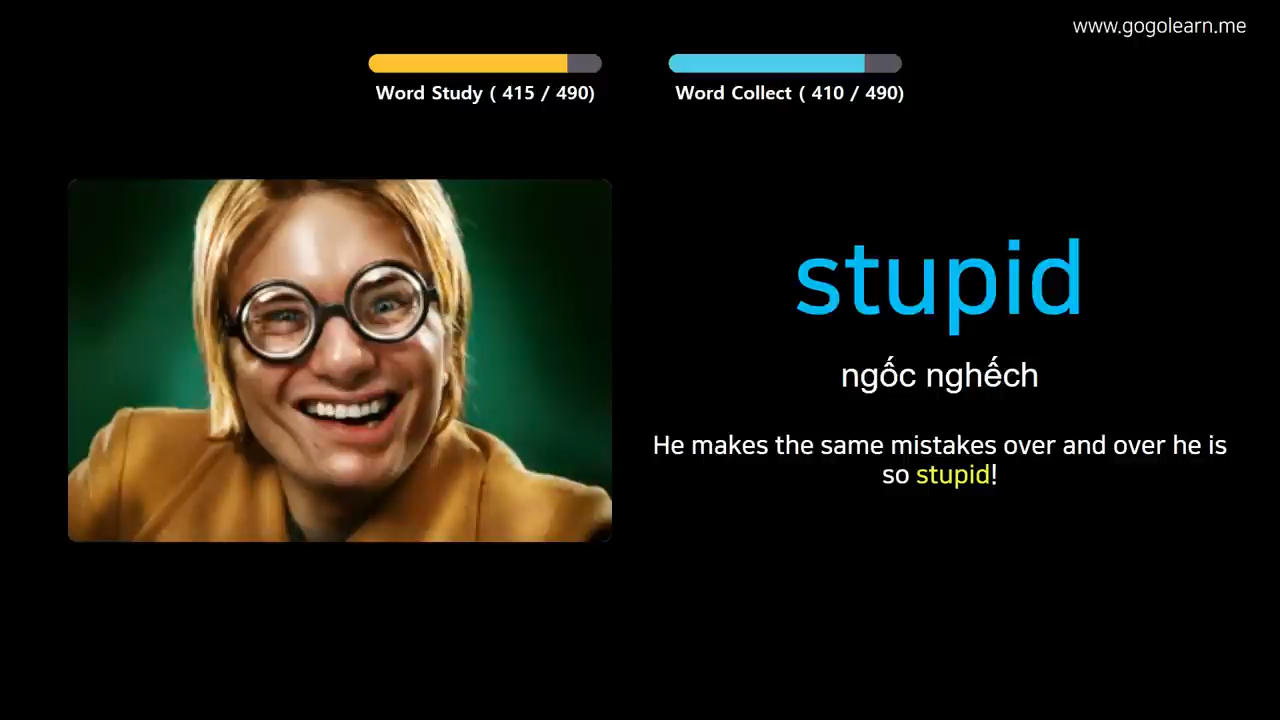 www.gogolearn.me
Word Study ( 415 / 490)
Word Collect ( 410 / 490)
stupid
ngốc nghếch
He makes the same mistakes over and over he is
so stupid!